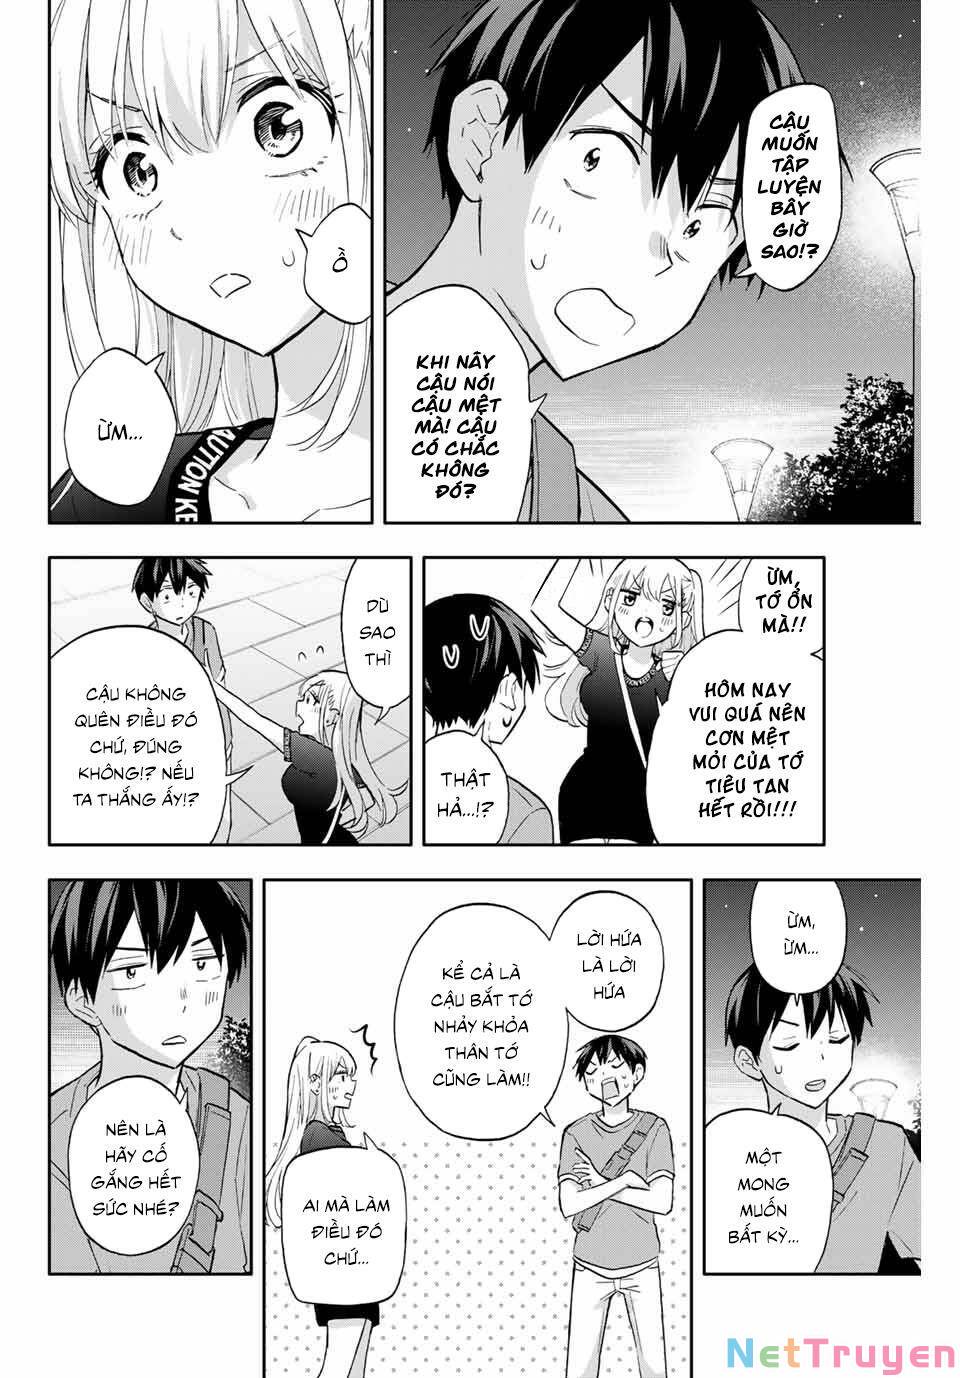 CẬU
MUỐN
TẬP
LUYỆN
BÂY
GIỜ
SAO!?
KHI NÃY
CẬU NÓI
CẬU MỆT
MÀ! CẬU
CÓ CHẮC
KHÔNG
ĐÓ?
Ồ
ỪM...
AUTION KE
ỪM,
TỚ ỔN
MÀ!!
HÔM NAY
VUI QUÁ NÊN
CƠN MỆT
MỎI CỦA TỚ
TIÊU TAN
HẾT RỒI!!!
THẬT
HẢ...!?
DÙ
SAO
THÌ
CẬU KHÔNG
QUÊN ĐIỀU ĐÓ
CHỨ, ĐÚNG
KHÔNG!? NẾU
TA THẮNG ẤY!?
ỪM,
ỪM...
MỘT
MONG
MUỐN
BẤT KỲ...
LỜI HỨA
LÀ LỜI
HỨA
KỂ CẢ LÀ
CẬU BẮT TỚ
NHẢY KHỎA
THÂN TỚ
CŨNG LÀM!!
AI MÀ LÀM
ĐIỀU ĐÓ
CHỨ...
NÊN LÀ
HÃY CỐ
GẮNG HẾT
SỨC NHÉ?
NetTruyen